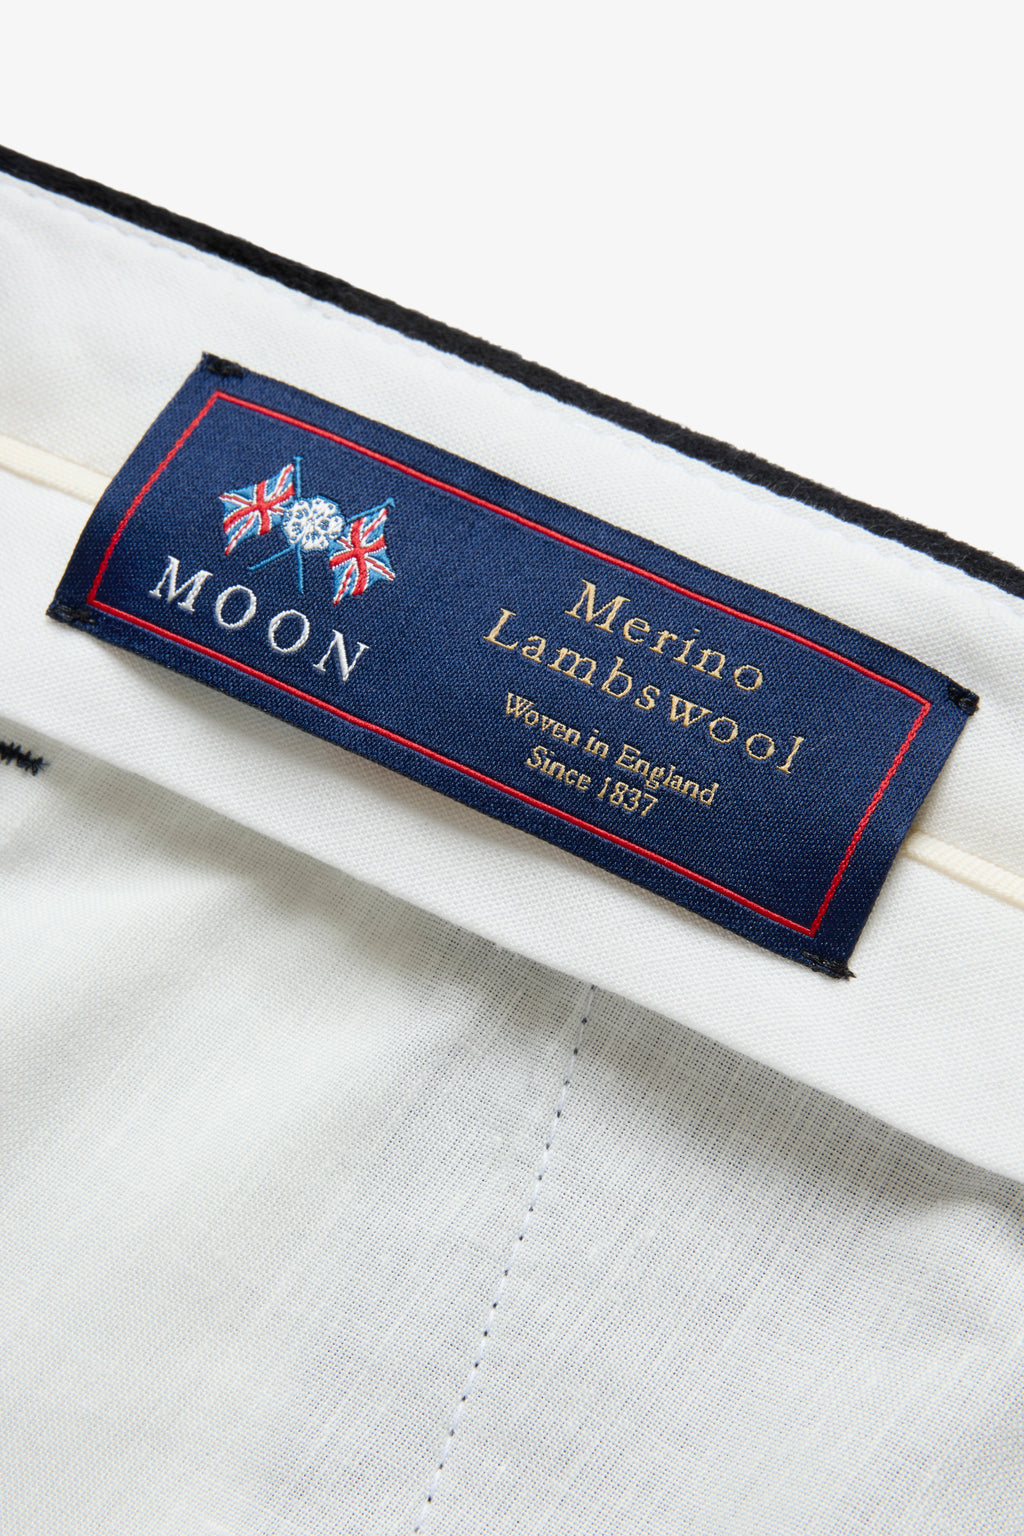 MOON
Merino
Lambswool
Woven in England
Since 1837